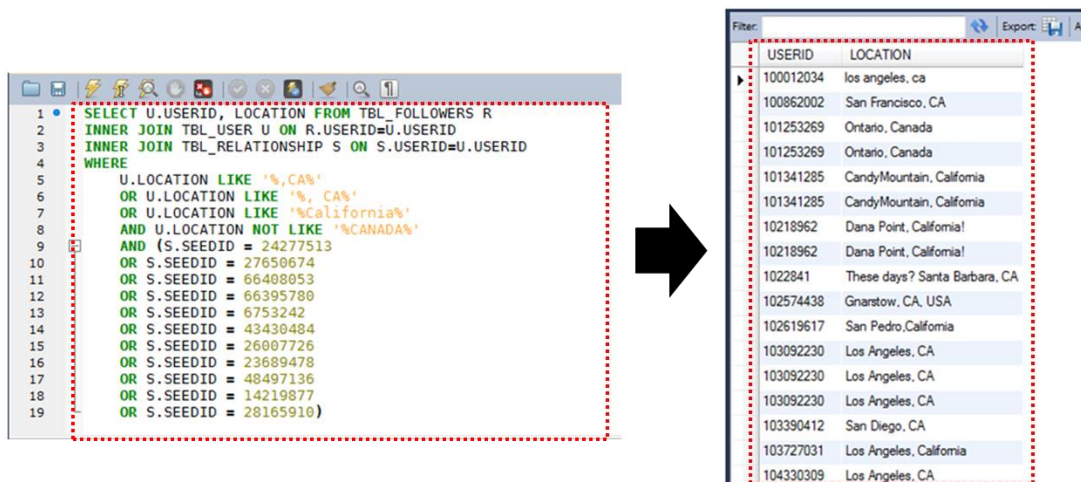 1 SELECT U.USERID, LOCATION FROM TBL_FOLLOWERS R
2 INNER JOIN TBL_USER U ON R.USERID=U.USERID
3 INNER JOIN TBL_RELATIONSHIP S ON S.USERID=U.USERID
4 WHERE
5 U.LOCATION LIKE '%,CA%'
6 OR U.LOCATION LIKE '%, CA%'
7 OR U.LOCATION LIKE '%California%'
8 AND U.LOCATION NOT LIKE '%CANADA%'
9 AND (S.SEEDID = 24277513
10 OR S.SEEDID = 27650674
11 OR S.SEEDID = 66408053
12 OR S.SEEDID = 66395780
13 OR S.SEEDID = 6753242
14 OR S.SEEDID = 43430484
15 OR S.SEEDID = 26007726
16 OR S.SEEDID = 23689478
17 OR S.SEEDID = 48497136
18 OR S.SEEDID = 14219877
19 OR S.SEEDID = 28165910)
Filter: Export: A
USERID LOCATION
100012034 los angeles, ca
100862002 San Francisco, CA
101253269 Ontario, Canada
101253269 Ontario, Canada
101341285 CandyMountain, California
101341285 CandyMountain, California
10218962 Dana Point, California!
10218962 Dana Point, California!
1022841 These days? Santa Barbara, CA
102574438 Gnarstow, CA, USA
102619617 San Pedro,California
103092230 Los Angeles, CA
103092230 Los Angeles, CA
103092230 Los Angeles, CA
103390412 San Diego, CA
103727031 Los Angeles, California
104330309 Los Angeles, CA